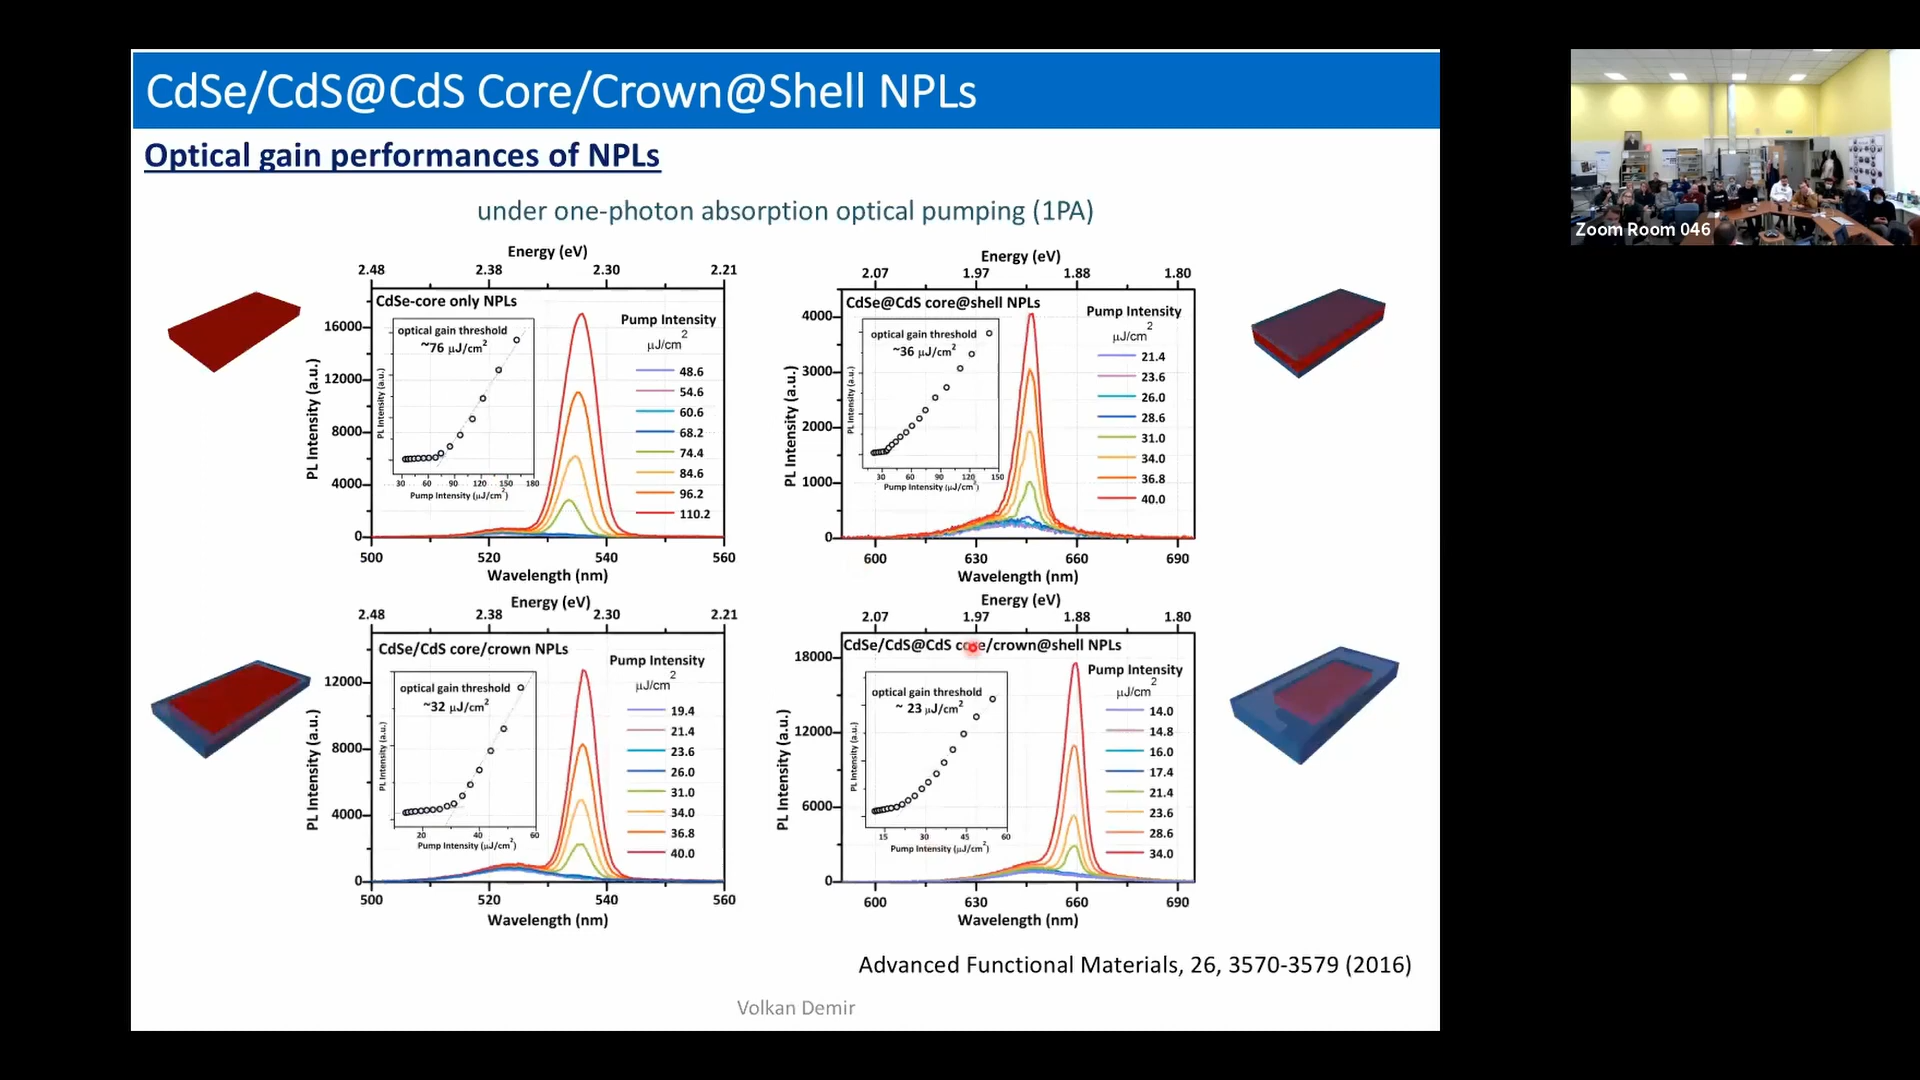 CdSe/CdS@CdS Core/Crown@Shell NPLs
Optical gain performances of NPLs
under one-photon absorption optical pumping (1PA)
Energy (eV)
2.48 2.38 2.30 2.21
CdSe-core only NPLs
optical gain threshold
~76 µJ/cm2
PL Intensity (a.u.)
30 60 90 120 150 180
Pump Intensity (µJ/cm2)
Pump Intensity
µJ/cm2
48.6
54.6
60.6
68.2
74.4
84.6
96.2
110.2
PL Intensity (a.u.)
16000
12000
8000
4000
0
500 520 540 560
Wavelength (nm)
Energy (eV)
2.07 1.97 1.88 1.80
CdSe@CdS core@shell NPLs
optical gain threshold
~36 µJ/cm2
PL Intensity (a.u.)
30 60 90 120 150
Pump Intensity (µJ/cm2)
Pump Intensity
µJ/cm2
21.4
23.6
26.0
28.6
31.0
34.0
36.8
40.0
PL Intensity (a.u.)
4000
3000
2000
1000
0
600 630 660 690
Wavelength (nm)
Energy (eV)
2.48 2.38 2.30 2.21
CdSe/CdS core/crown NPLs
optical gain threshold
~32 µJ/cm2
PL Intensity (a.u.)
20 40 60
Pump Intensity (µJ/cm2)
Pump Intensity
µJ/cm2
19.4
21.4
23.6
26.0
31.0
34.0
36.8
40.0
PL Intensity (a.u.)
12000
8000
4000
0
500 520 540 560
Wavelength (nm)
Energy (eV)
2.07 1.97 1.88 1.80
CdSe/CdS@CdS core/crown@shell NPLs
optical gain threshold
~ 23 µJ/cm2
PL Intensity (a.u.)
15 30 45 60
Pump Intensity (µJ/cm2)
Pump Intensity
µJ/cm2
14.0
14.8
16.0
17.4
21.4
23.6
28.6
34.0
PL Intensity (a.u.)
18000
12000
6000
0
600 630 660 690
Wavelength (nm)
Advanced Functional Materials, 26, 3570-3579 (2016)
Volkan Demir
Zoom Room 046